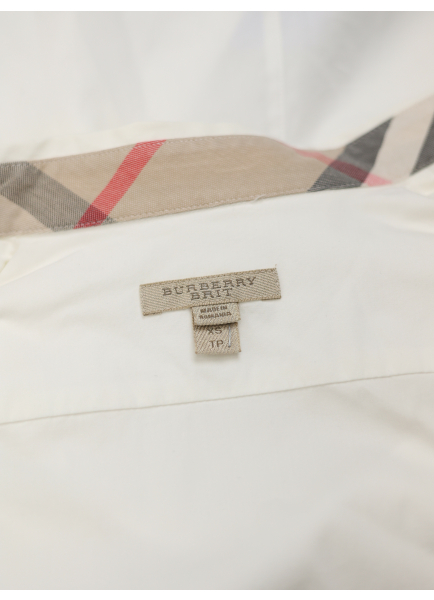 BURBERRY
BRIT
MADE IN
ROMANIA
XS
TP